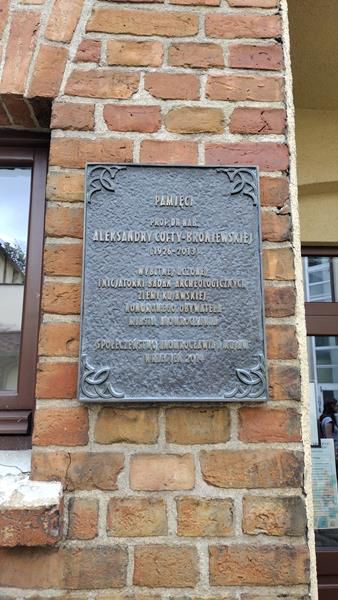 PAMIĘCI
PROF. DR HAB.
ALEKSANDRY COFTY-BRONIEWSKIEJ
(1926-2013)
WYBITNEJ UCZONEJ
INICJATORKI BADAŃ ARCHEOLOGICZNYCH
ZIEMI KUJAWSKIEJ,
HONOROWEGO OBYWATELA
MIASTA INOWROCŁAWIA
SPOŁECZEŃSTWO INOWROCŁAWIA I KUJAW
WRZESIEŃ 2014